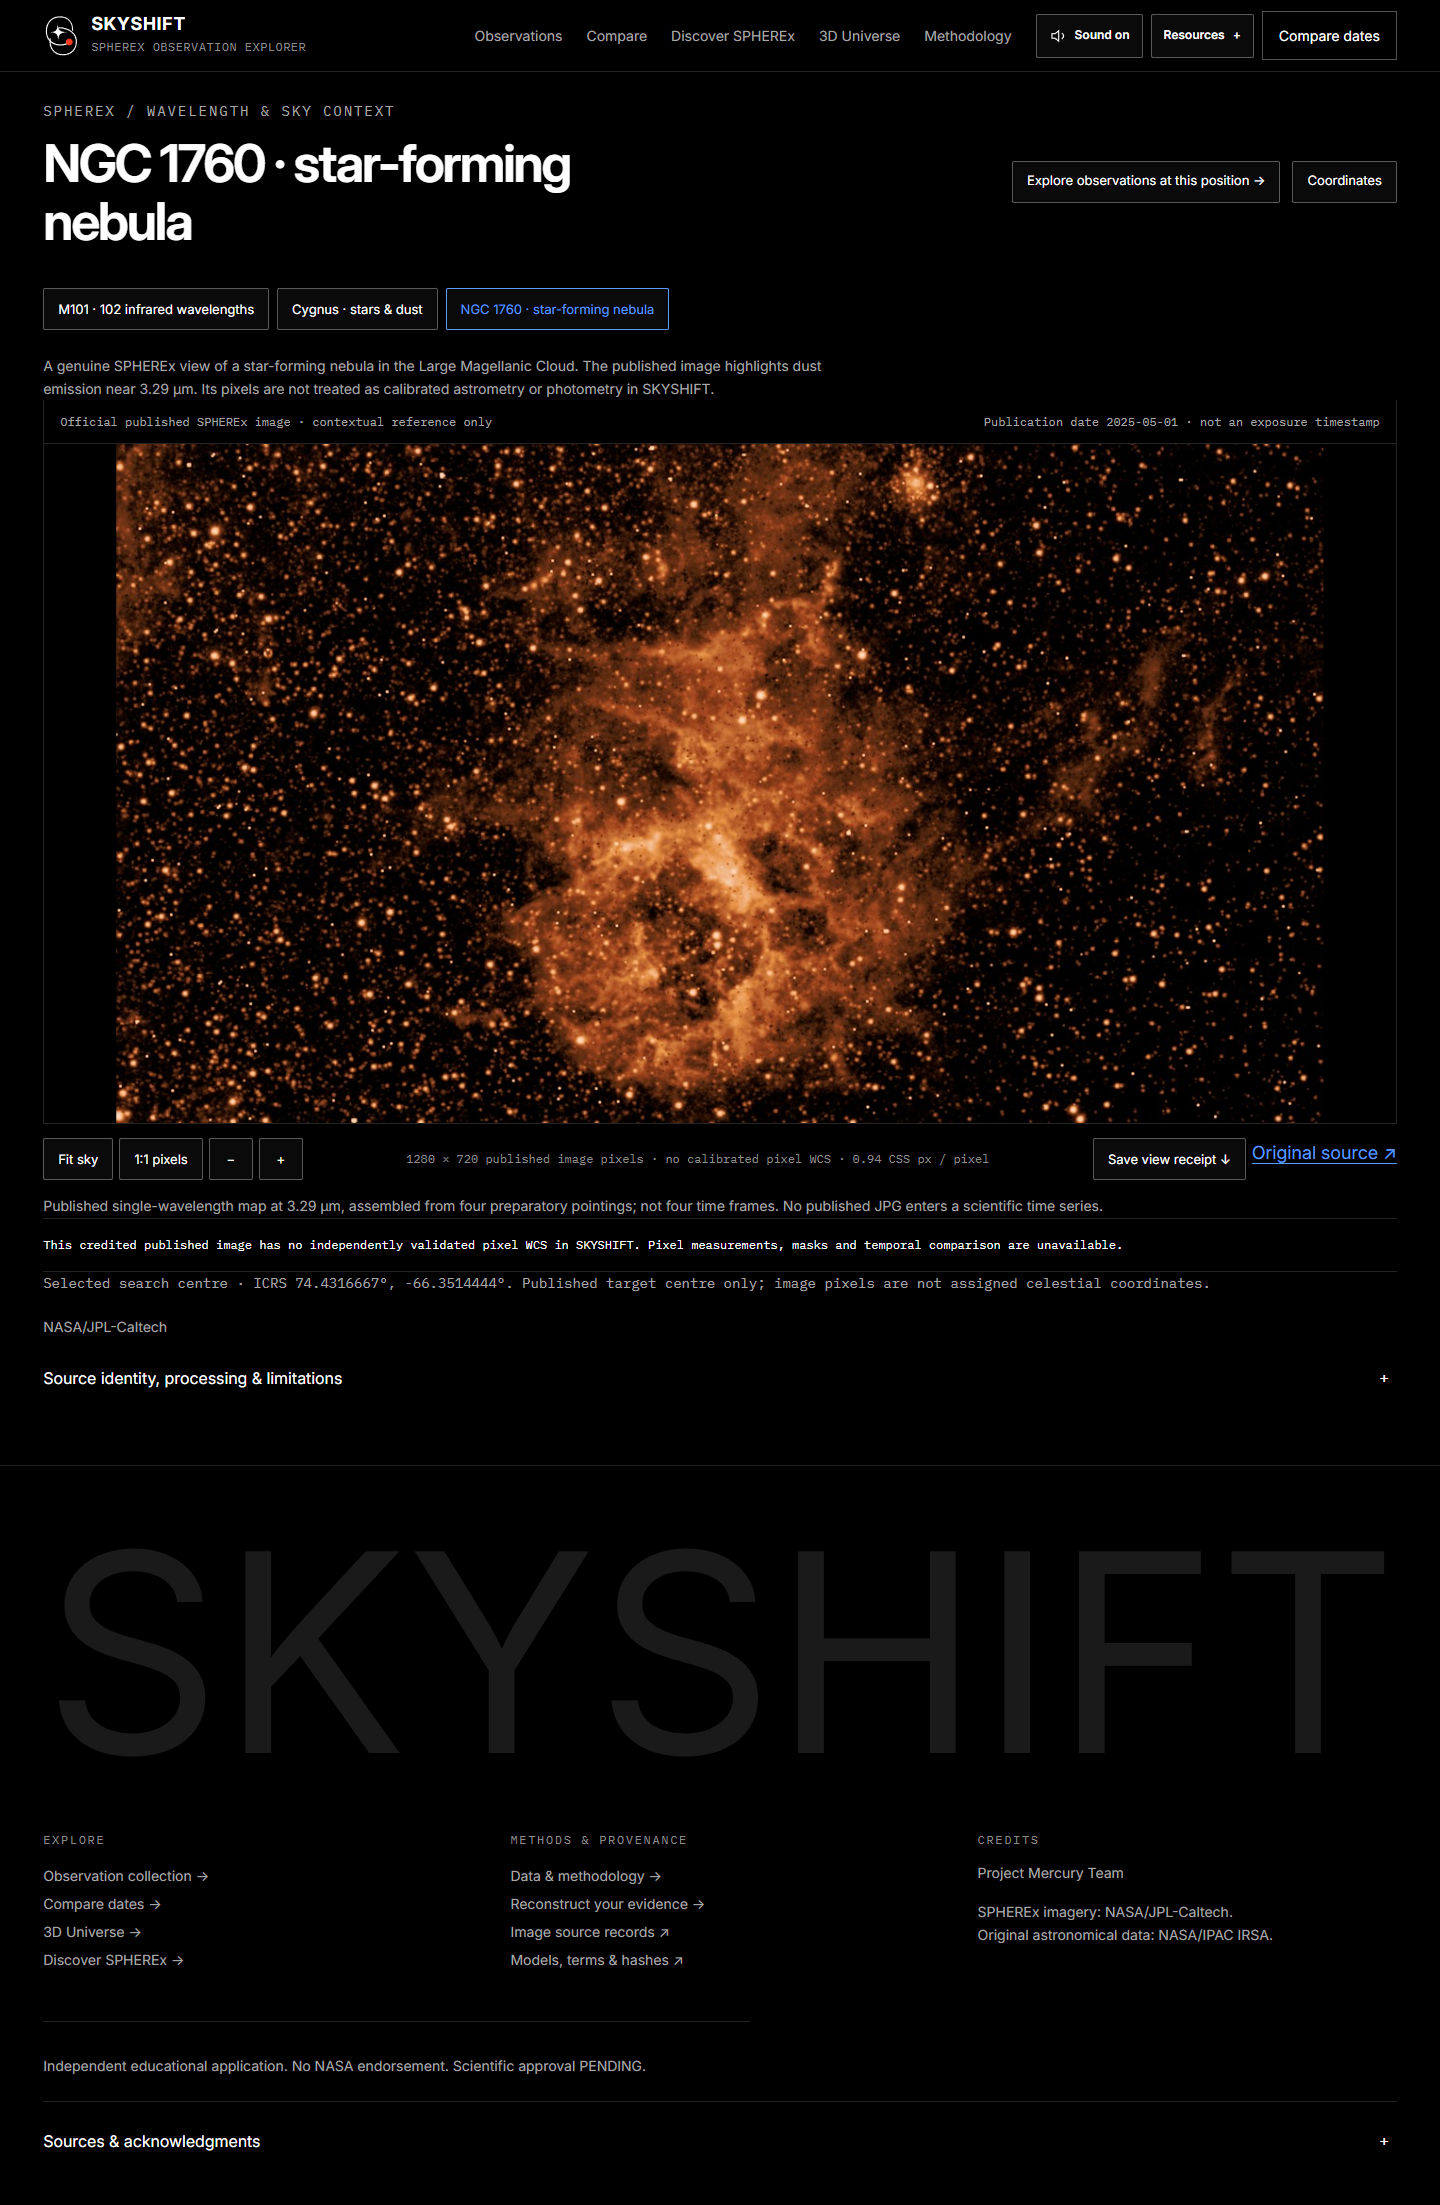 SKYSHIFT
SPHEREX OBSERVATION EXPLORER
Observations
Compare
Discover SPHEREx
3D Universe
Methodology
Sound on
Resources +
Compare dates
SPHEREX / WAVELENGTH & SKY CONTEXT
NGC 1760 · star-forming
nebula
Explore observations at this position →
Coordinates
M101 · 102 infrared wavelengths
Cygnus · stars & dust
NGC 1760 · star-forming nebula
A genuine SPHEREx view of a star-forming nebula in the Large Magellanic Cloud. The published image highlights dust
emission near 3.29 µm. Its pixels are not treated as calibrated astrometry or photometry in SKYSHIFT.
Official published SPHEREx image · contextual reference only
Publication date 2025-05-01 · not an exposure timestamp
Fit sky
1:1 pixels
−
+
1280 × 720 published image pixels · no calibrated pixel WCS · 0.94 CSS px / pixel
Save view receipt ↓
Original source ↗
Published single-wavelength map at 3.29 µm, assembled from four preparatory pointings; not four time frames. No published JPG enters a scientific time series.
This credited published image has no independently validated pixel WCS in SKYSHIFT. Pixel measurements, masks and temporal comparison are unavailable.
Selected search centre · ICRS 74.4316667°, -66.3514444°. Published target centre only; image pixels are not assigned celestial coordinates.
NASA/JPL-Caltech
Source identity, processing & limitations +
SKYSHIFT
EXPLORE
Observation collection →
Compare dates →
3D Universe →
Discover SPHEREx →
METHODS & PROVENANCE
Data & methodology →
Reconstruct your evidence →
Image source records ↗
Models, terms & hashes ↗
CREDITS
Project Mercury Team
SPHEREx imagery: NASA/JPL-Caltech.
Original astronomical data: NASA/IPAC IRSA.
Independent educational application. No NASA endorsement. Scientific approval PENDING.
Sources & acknowledgments +